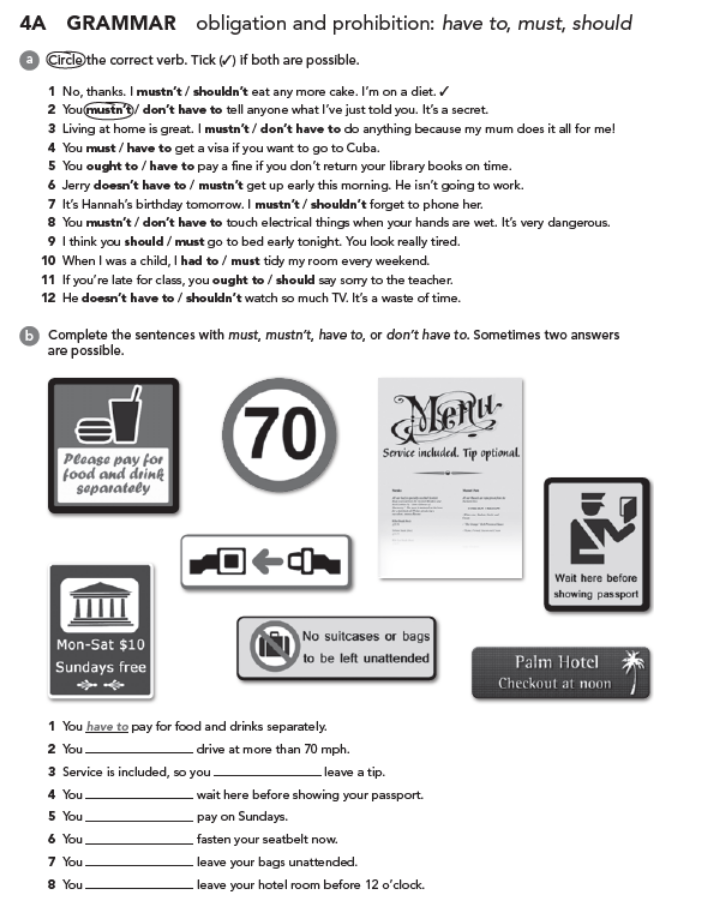 4A GRAMMAR obligation and prohibition: have to, must, should
a Circle the correct verb. Tick (✓) if both are possible.
1 No, thanks. I mustn't / shouldn't eat any more cake. I'm on a diet. ✓
2 You mustn't / don't have to tell anyone what I've just told you. It's a secret.
3 Living at home is great. I mustn't / don't have to do anything because my mum does it all for me!
4 You must / have to get a visa if you want to go to Cuba.
5 You ought to / have to pay a fine if you don't return your library books on time.
6 Jerry doesn't have to / mustn't get up early this morning. He isn't going to work.
7 It's Hannah's birthday tomorrow. I mustn't / shouldn't forget to phone her.
8 You mustn't / don't have to touch electrical things when your hands are wet. It's very dangerous.
9 I think you should / must go to bed early tonight. You look really tired.
10 When I was a child, I had to / must tidy my room every weekend.
11 If you're late for class, you ought to / should say sorry to the teacher.
12 He doesn't have to / shouldn't watch so much TV. It's a waste of time.
b Complete the sentences with must, mustn't, have to, or don't have to. Sometimes two answers
are possible.
Please pay for
food and drink
separately
70
Menu
Service included. Tip optional.
Wait here before
showing passport
Mon-Sat $10
Sundays free
No suitcases or bags
to be left unattended
Palm Hotel
Checkout at noon
1 You have to pay for food and drinks separately.
2 You ______________ drive at more than 70 mph.
3 Service is included, so you ______________ leave a tip.
4 You ______________ wait here before showing your passport.
5 You ______________ pay on Sundays.
6 You ______________ fasten your seatbelt now.
7 You ______________ leave your bags unattended.
8 You ______________ leave your hotel room before 12 o'clock.